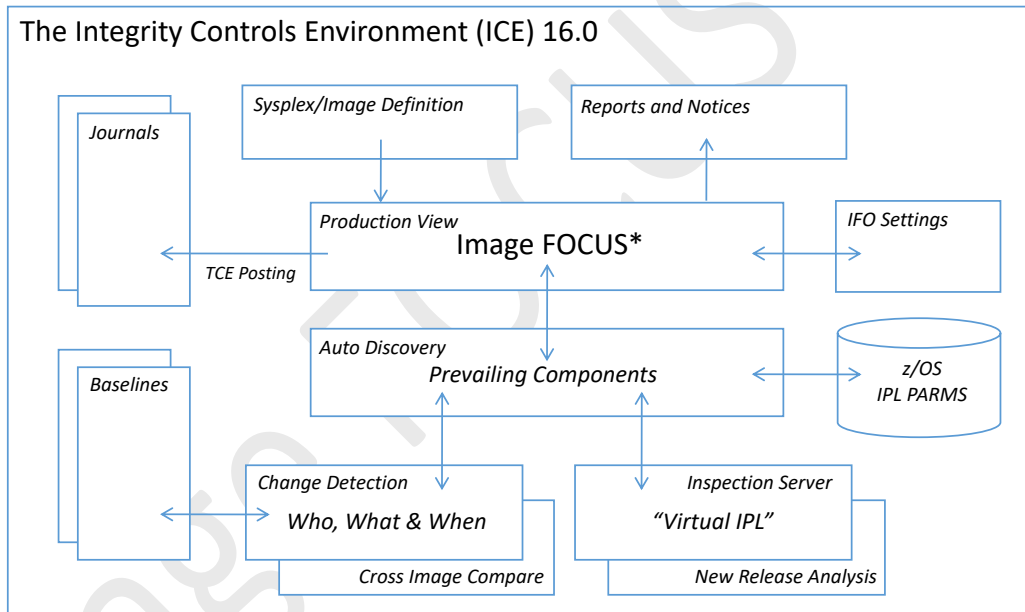 The Integrity Controls Environment (ICE) 16.0
Journals
Sysplex/Image Definition
Reports and Notices
Production View
Image FOCUS*
IFO Settings
TCE Posting
Auto Discovery
Prevailing Components
z/OS
IPL PARMS
Baselines
Change Detection
Who, What & When
Cross Image Compare
Inspection Server
“Virtual IPL”
New Release Analysis